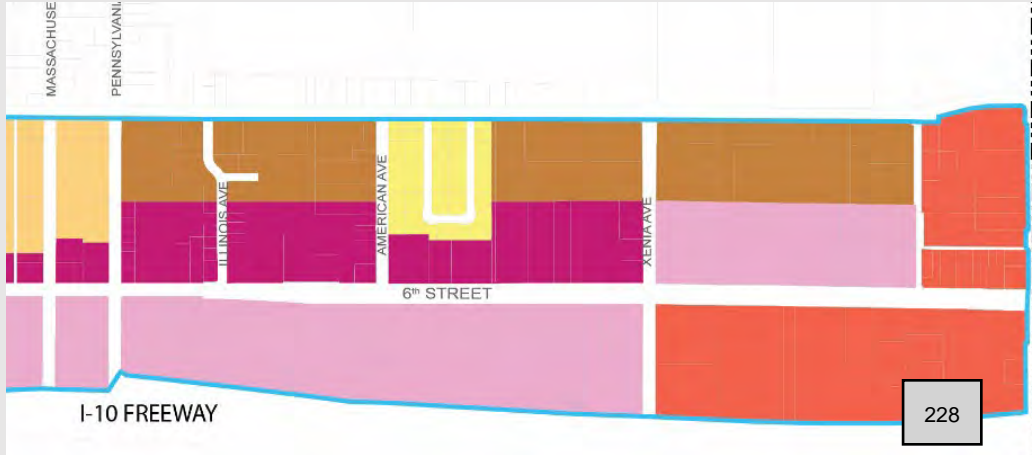 MASSACHUSE
PENNSYLVANI
ILLINOIS AVE
AMERICAN AVE
XENIA AVE
6th STREET
I-10 FREEWAY
228